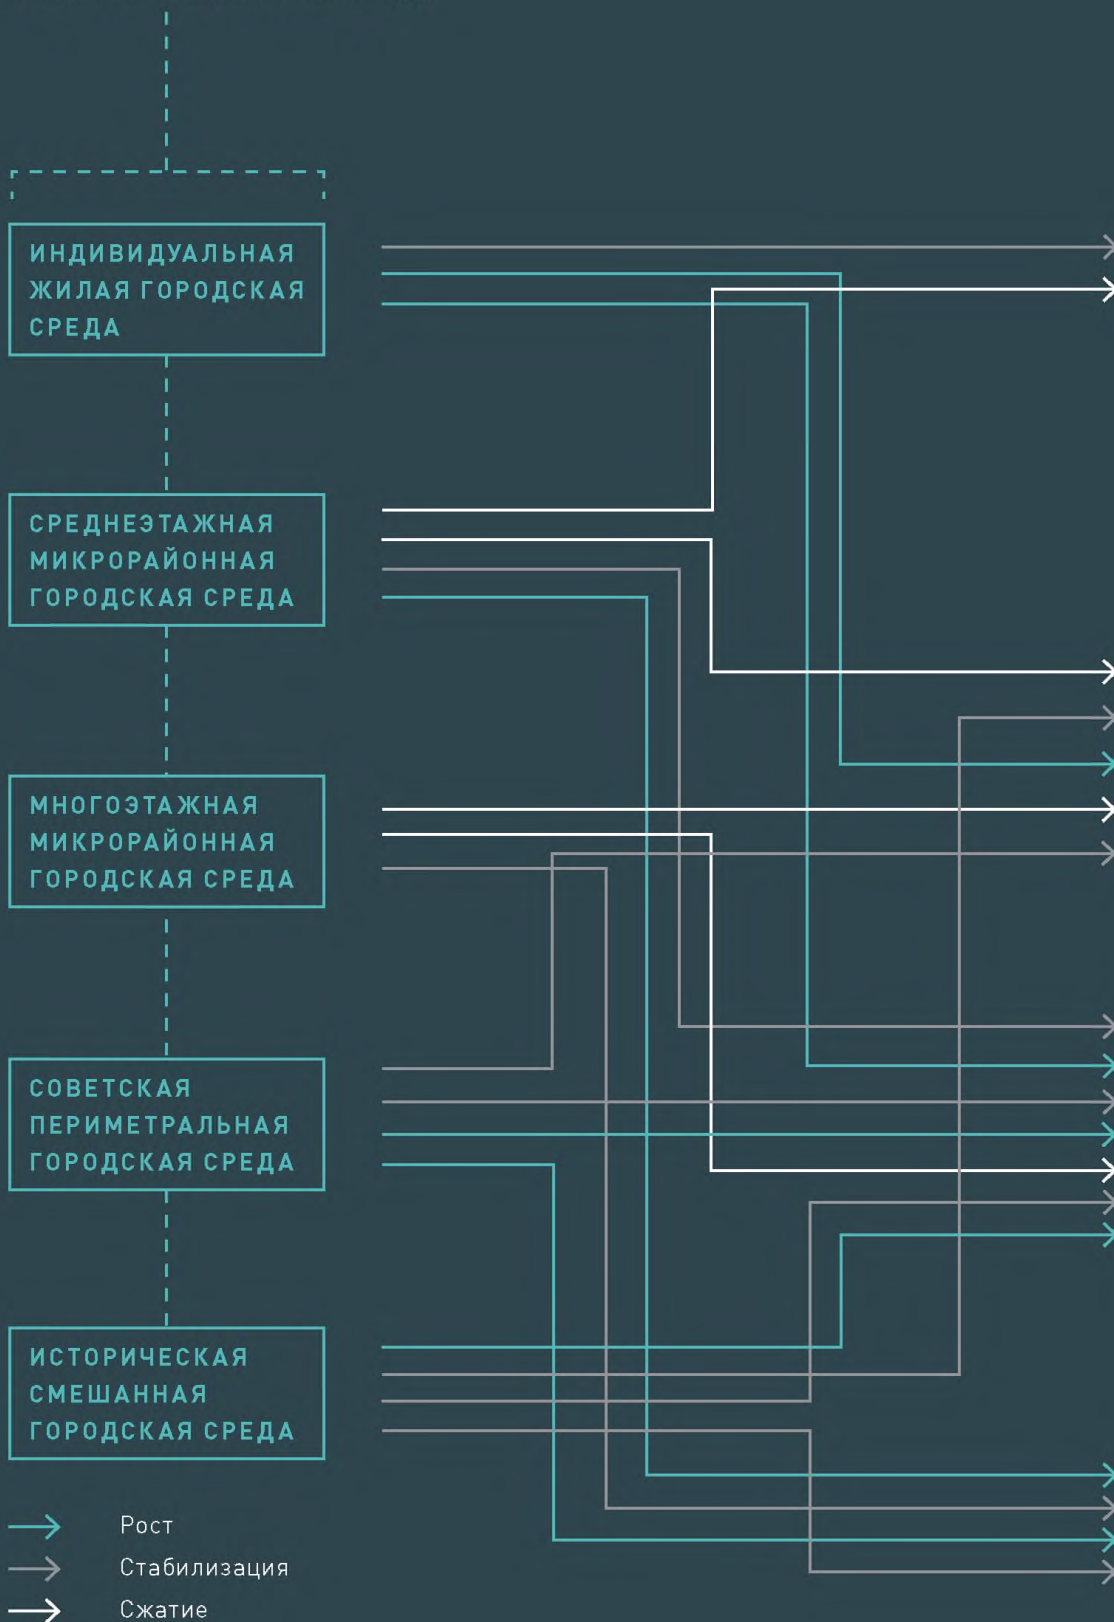 ИНДИВИДУАЛЬНАЯ
ЖИЛАЯ ГОРОДСКАЯ
СРЕДА
СРЕДНЕЭТАЖНАЯ
МИКРОРАЙОННАЯ
ГОРОДСКАЯ СРЕДА
МНОГОЭТАЖНАЯ
МИКРОРАЙОННАЯ
ГОРОДСКАЯ СРЕДА
СОВЕТСКАЯ
ПЕРИМЕТРАЛЬНАЯ
ГОРОДСКАЯ СРЕДА
ИСТОРИЧЕСКАЯ
СМЕШАННАЯ
ГОРОДСКАЯ СРЕДА
Рост
Стабилизация
Сжатие